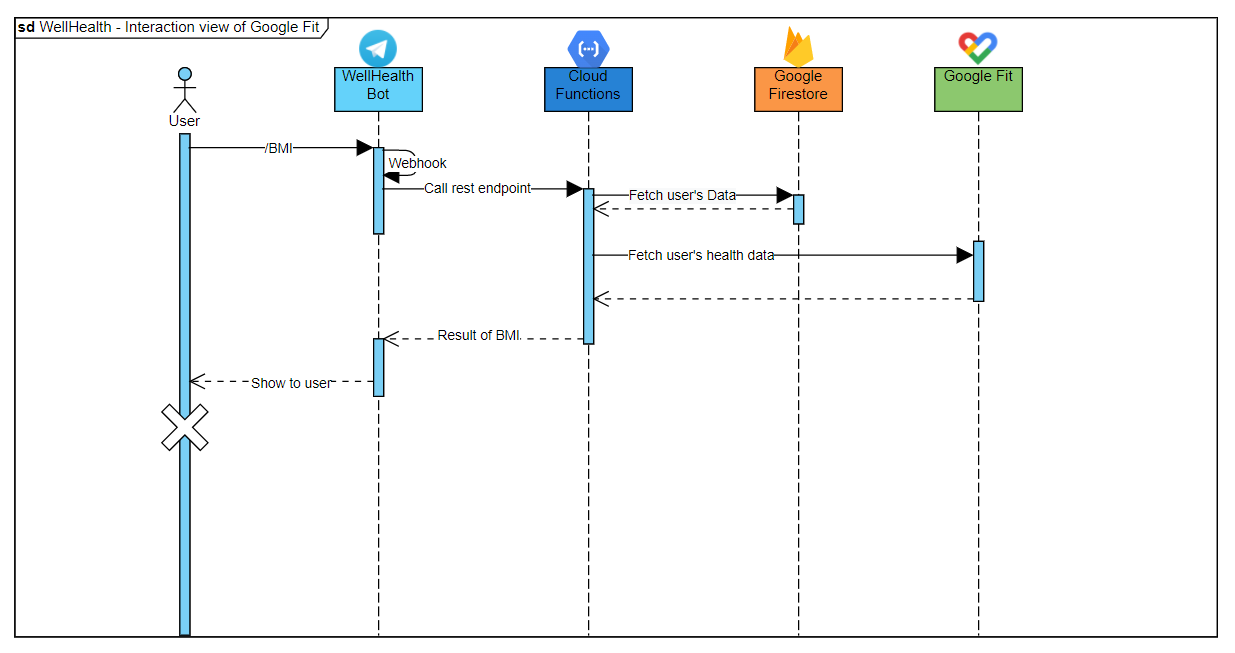 sd WellHealth - Interaction view of Google Fit
User
WellHealth
Bot
Cloud
Functions
Google
Firestore
Google Fit
/BMI
Webhook
Call rest endpoint
Fetch user's Data
Fetch user's health data
Result of BMI.
Show to user